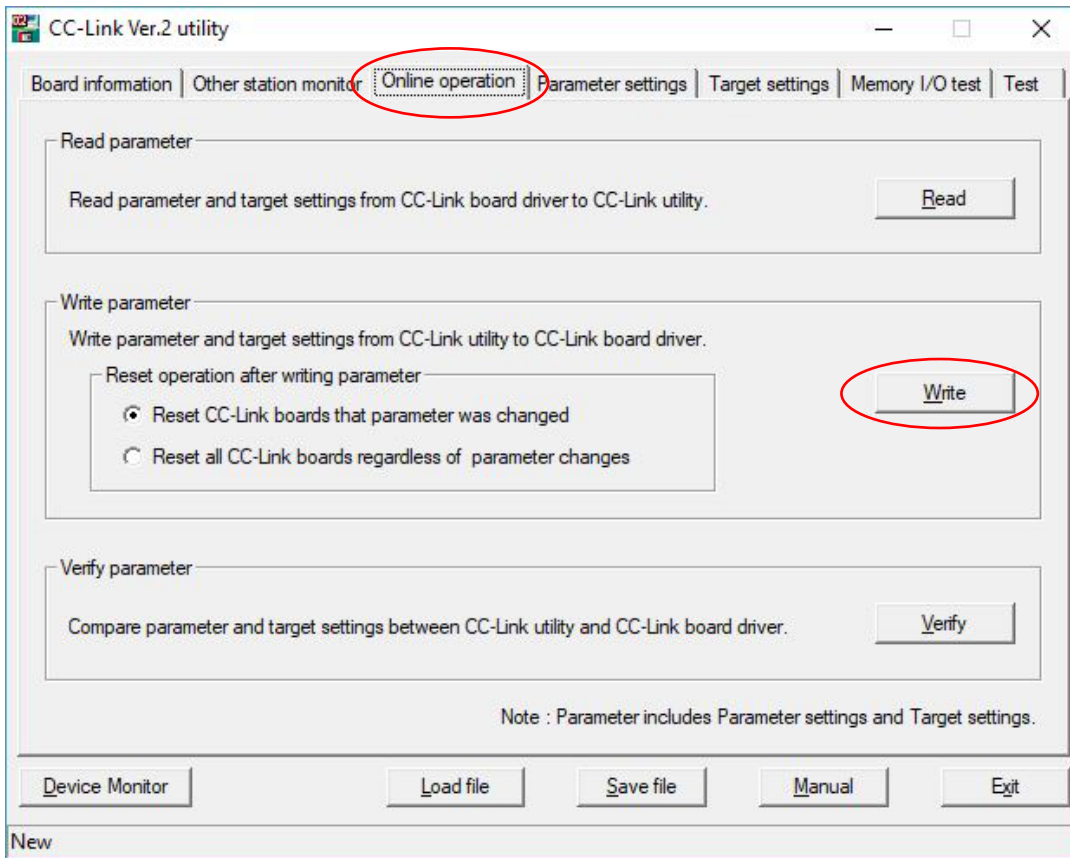 CC-Link Ver.2 utility
Board information
Other station monitor
Online operation
Parameter settings
Target settings
Memory I/O test
Test
Read parameter
Read parameter and target settings from CC-Link board driver to CC-Link utility.
Read
Write parameter
Write parameter and target settings from CC-Link utility to CC-Link board driver.
Reset operation after writing parameter
Reset CC-Link boards that parameter was changed
Reset all CC-Link boards regardless of  parameter changes
Write
Verify parameter
Compare parameter and target settings between CC-Link utility and CC-Link board driver.
Verify
Note : Parameter includes Parameter settings and Target settings.
Device Monitor
Load file
Save file
Manual
Exit
New